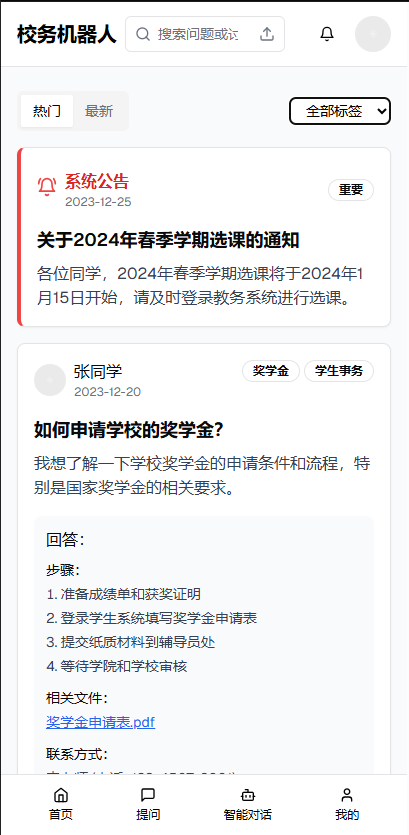 校务机器人
搜索问题或
热门
最新
全部标签
系统公告
重要
2023-12-25
关于2024年春季学期选课的通知
各位同学，2024年春季学期选课将于2024年1
月15日开始，请及时登录教务系统进行选课。
张同学
奖学金
学生事务
2023-12-20
如何申请学校的奖学金？
我想了解一下学校奖学金的申请条件和流程，特
别是国家奖学金的相关要求。
回答：
步骤：
1. 准备成绩单和获奖证明
2. 登录学生系统填写奖学金申请表
3. 提交纸质材料到辅导员处
4. 等待学院和学校审核
相关文件：
奖学金申请表.pdf
联系方式：
首页
提问
智能对话
我的